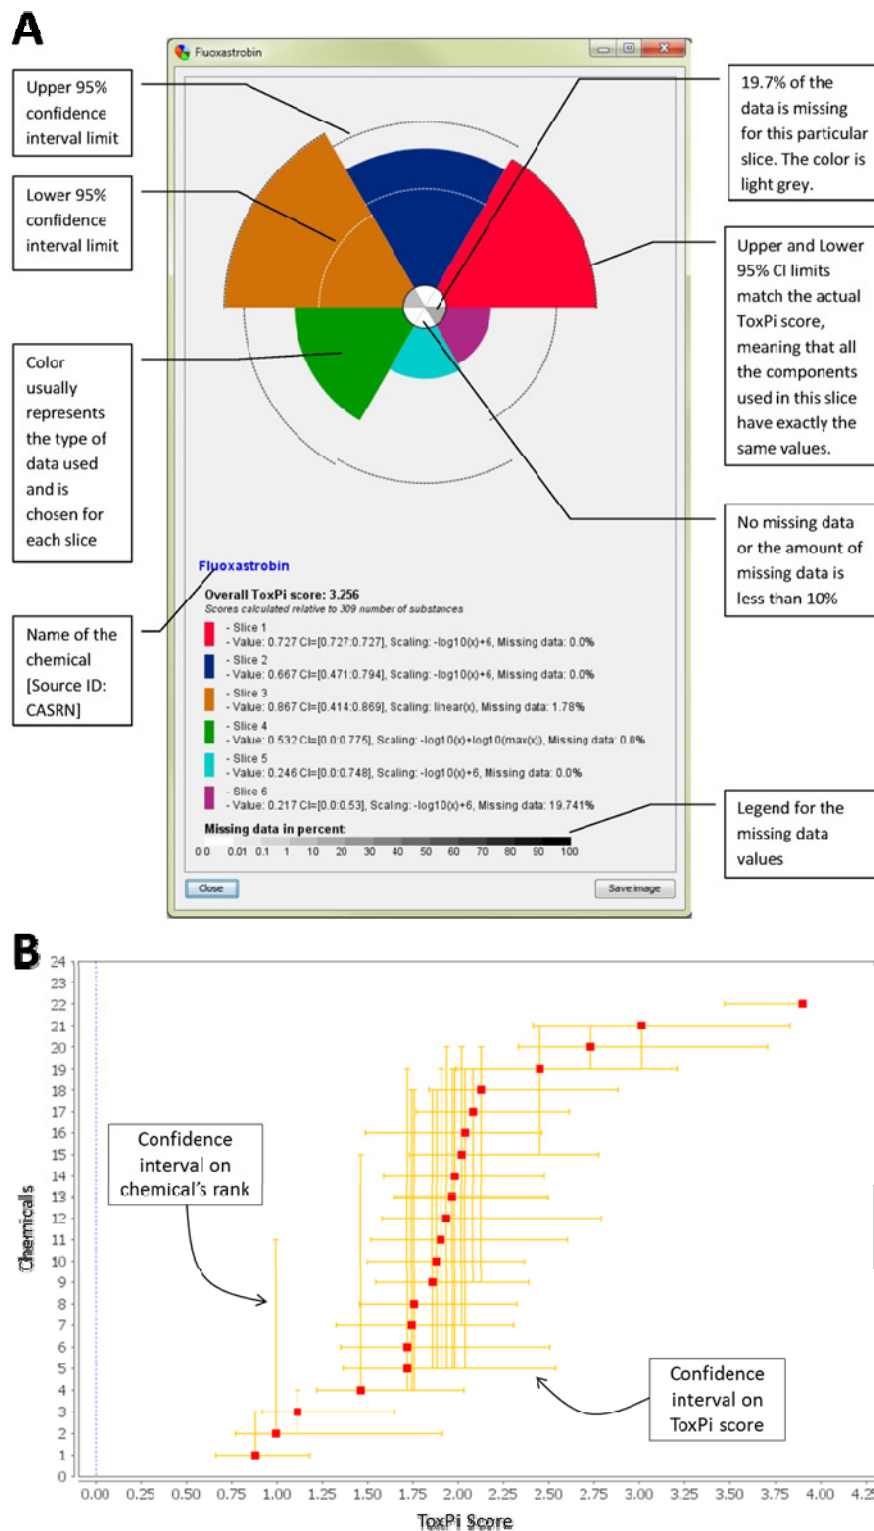 A
Fluoxastrobin
Upper 95%
confidence
interval limit
Lower 95%
confidence
interval limit
Color
usually
represents
the type of
data used
and is
chosen for
each slice
Name of the
chemical
[Source ID:
CASRN]
19.7% of the
data is missing
for this particular
slice. The color is
light grey.
Upper and Lower
95% CI limits
match the actual
ToxPi score,
meaning that all
the components
used in this slice
have exactly the
same values.
No missing data
or the amount of
missing data is
less than 10%
Legend for the
missing data
values
Fluoxastrobin
Overall ToxPi score: 3.256
Scores calculated relative to 309 number of substances
- Slice 1
- Value: 0.727 CI=[0.727:0.727], Scaling: -log10(x)+6, Missing data: 0.0%
- Slice 2
- Value: 0.667 CI=[0.471:0.794], Scaling: -log10(x)+6, Missing data: 0.0%
- Slice 3
- Value: 0.867 CI=[0.414:0.869], Scaling: linear(x), Missing data: 1.78%
- Slice 4
- Value: 0.532 CI=[0.0:0.775], Scaling: -log10(x)+log10(max(x)), Missing data: 0.0%
- Slice 5
- Value: 0.246 CI=[0.0:0.748], Scaling: -log10(x)+6, Missing data: 0.0%
- Slice 6
- Value: 0.217 CI=[0.0:0.53], Scaling: -log10(x)+6, Missing data: 19.741%
Missing data in percent:
0.0 0.01 0.1 1 10 20 30 40 50 60 70 80 90 100
Close
Save image
B
24
23
22
21
20
19
18
17
16
15
14
13
12
11
10
9
8
7
6
5
4
3
2
1
0
Chemicals
Confidence
interval on
chemical's rank
Confidence
interval on
ToxPi score
0.00 0.25 0.50 0.75 1.00 1.25 1.50 1.75 2.00 2.25 2.50 2.75 3.00 3.25 3.50 3.75 4.00 4.25
ToxPi Score